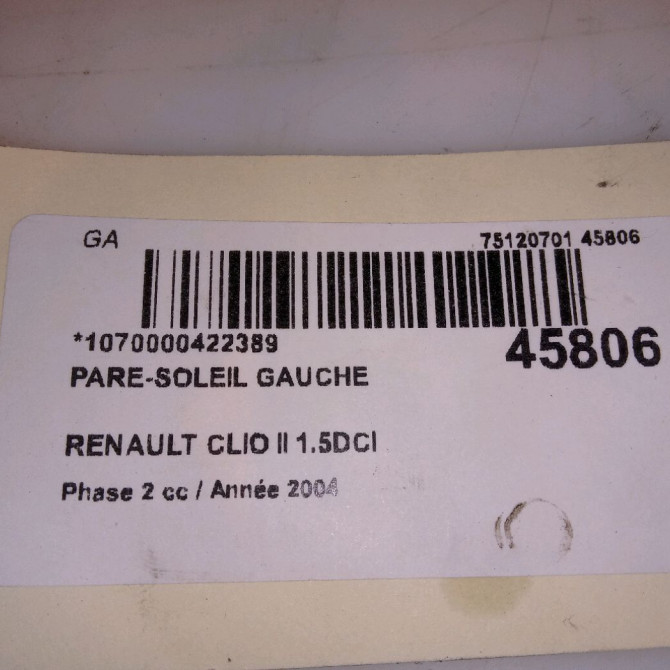 GA
75120701 45806
*1070000422389
45806
PARE-SOLEIL GAUCHE
RENAULT CLIO II 1.5DCI
Phase 2 cc / Année 2004